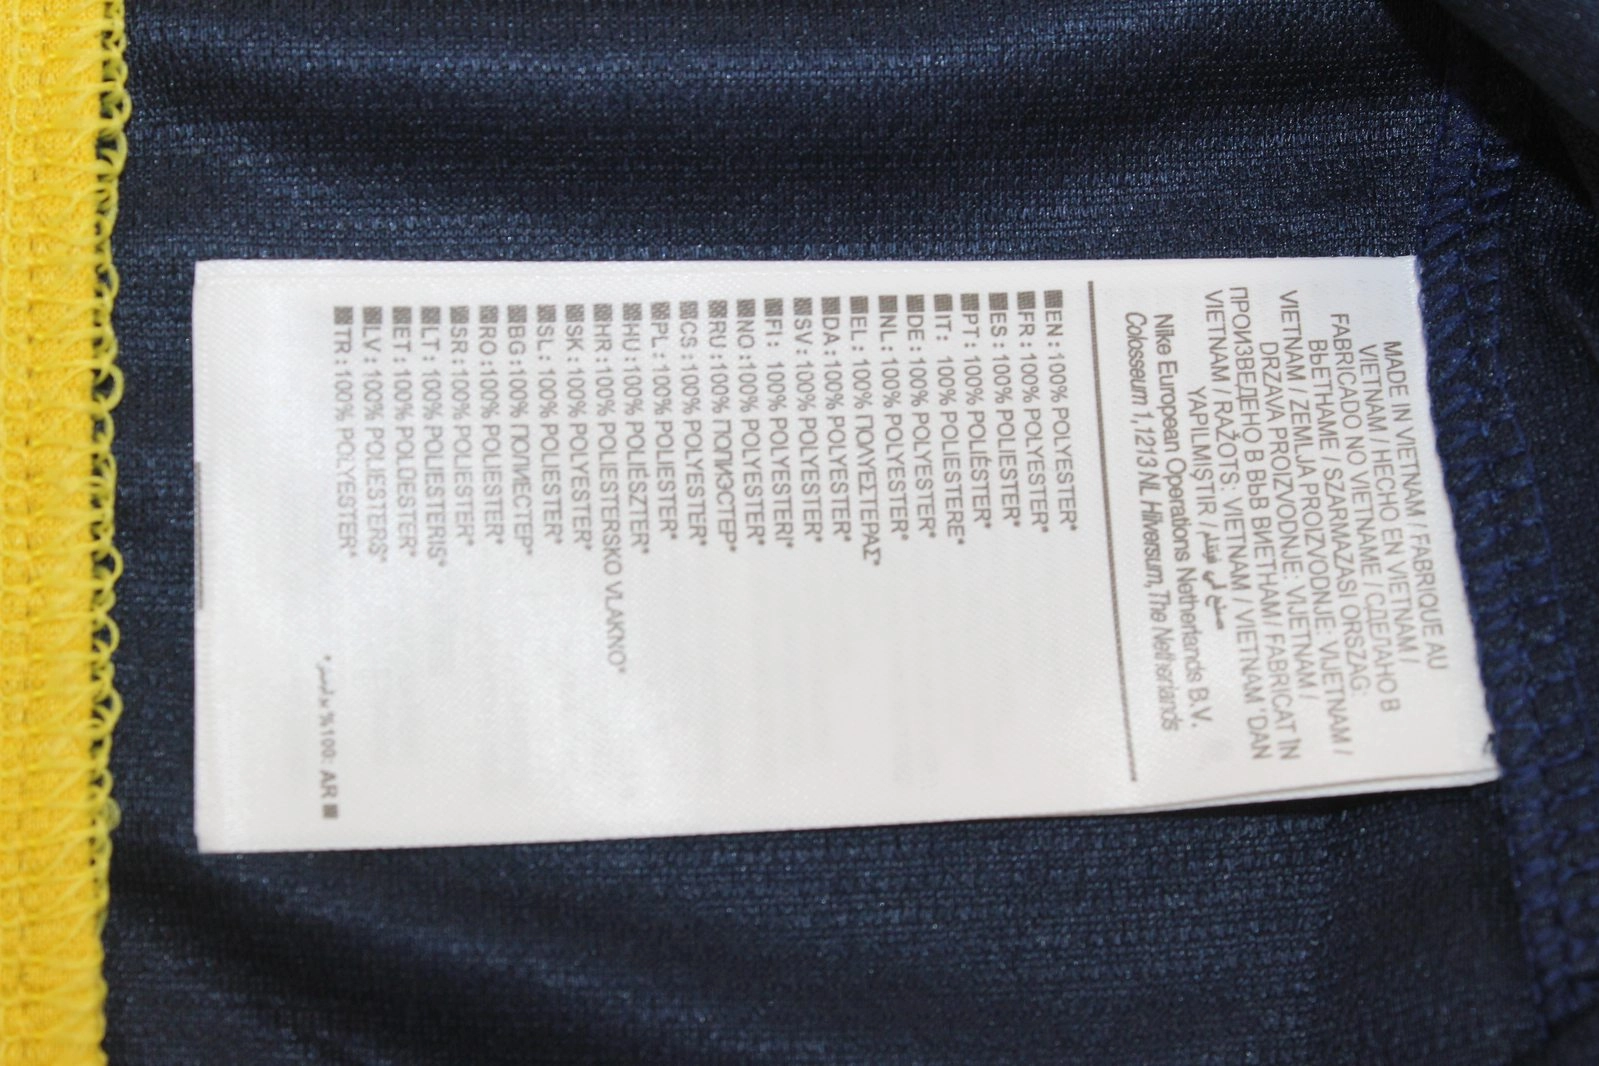 MADE IN VIETNAM / FABRIQUE AU
VIETNAM / HECHO EN VIETNAM /
FABRICADO NO VIETNAME / СДЕЛАНО В
ВЬЕТНАМЕ / SZARMAZASI ORSZAG:
VIETNAM / ZEMLJA PROIZVODNJE: VIJETNAM /
DRZAVA PROIZVODNJE: VIJETNAM /
ПРОИЗВЕДЕНО В ВЬВ ВИЕТНАМ / FABRICAT IN
VIETNAM / RAŽOTS: VIETNAM / VIETNAM 'DAN
YAPILMIŞTIR / صنع في فيتنام
Nike European Operations Netherlands B.V.
Colosseum 1, 1213 NL Hilversum, The Netherlands
EN : 100% POLYESTER*
FR : 100% POLYESTER*
ES : 100% POLIESTER*
PT : 100% POLIÉSTER*
IT : 100% POLIESTERE*
DE : 100% POLYESTER*
NL : 100% POLYESTER*
EL : 100% ΠΟΛΥΕΣΤΕΡΑΣ*
DA : 100% POLYESTER*
SV : 100% POLYESTER*
FI : 100% POLYESTERI*
NO : 100% POLYESTER*
RU : 100% ПОЛИЭСТЕР*
CS : 100% POLYESTER*
PL : 100% POLIESTER*
HU : 100% POLIÉSZTER*
HR : 100% POLIESTERSKO VLAKNO*
SK : 100% POLYESTER*
SL : 100% POLIESTER*
BG : 100% ПОЛИЕСТЕР*
RO : 100% POLIESTER*
SR : 100% POLIESTER*
LT : 100% POLIESTERIS*
ET : 100% POLÜESTER*
LV : 100% POLIESTERS*
TR : 100% POLYESTER*
AR :100 %